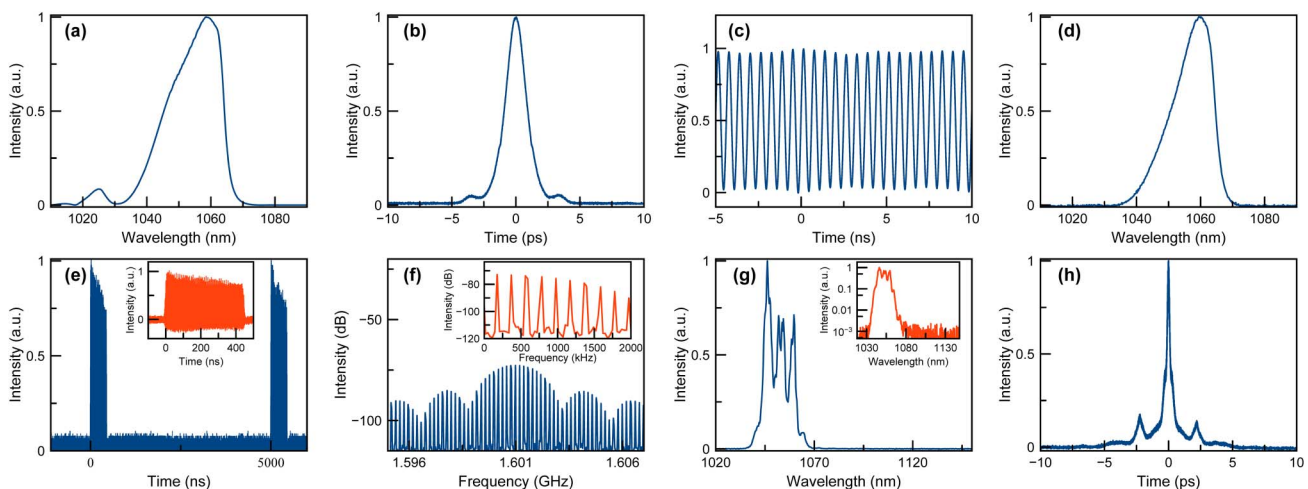 (a)
Intensity (a.u.)
1
0.5
0
1020 1040 1060 1080
Wavelength (nm)
(b)
Intensity (a.u.)
1
0.5
0
−10 −5 0 5 10
Time (ps)
(c)
Intensity (a.u.)
1
0.5
0
−5 0 5 10
Time (ns)
(d)
Intensity (a.u.)
1
0.5
0
1020 1040 1060 1080
Wavelength (nm)
(e)
Intensity (a.u.)
1
0.5
0
0 5000
Time (ns)
Intensity (a.u.)
1
0
0 200 400
Time (ns)
(f)
Intensity (dB)
−50
−100
1.596 1.601 1.606
Frequency (GHz)
Intensity (dB)
−80
−100
−120
0 500 1000 1500 2000
Frequency (kHz)
(g)
Intensity (a.u.)
1
0.5
0
1020 1070 1120
Wavelength (nm)
Intensity (a.u.)
1
0.1
0.01
10⁻³
1030 1080 1130
Wavelength (nm)
(h)
Intensity (a.u.)
1
0.5
0
−10 −5 0 5 10
Time (ps)